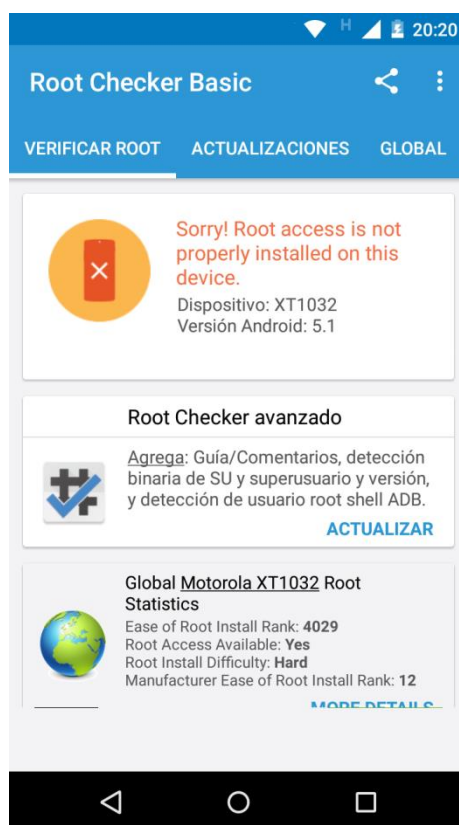 H 20:20
Root Checker Basic
VERIFICAR ROOT ACTUALIZACIONES GLOBAL
Sorry! Root access is not
properly installed on this
device.
Dispositivo: XT1032
Versión Android: 5.1
Root Checker avanzado
Agrega: Guía/Comentarios, detección
binaria de SU y superusuario y versión,
y detección de usuario root shell ADB.
ACTUALIZAR
Global Motorola XT1032 Root
Statistics
Ease of Root Install Rank: 4029
Root Access Available: Yes
Root Install Difficulty: Hard
Manufacturer Ease of Root Install Rank: 12
MORE DETAILS